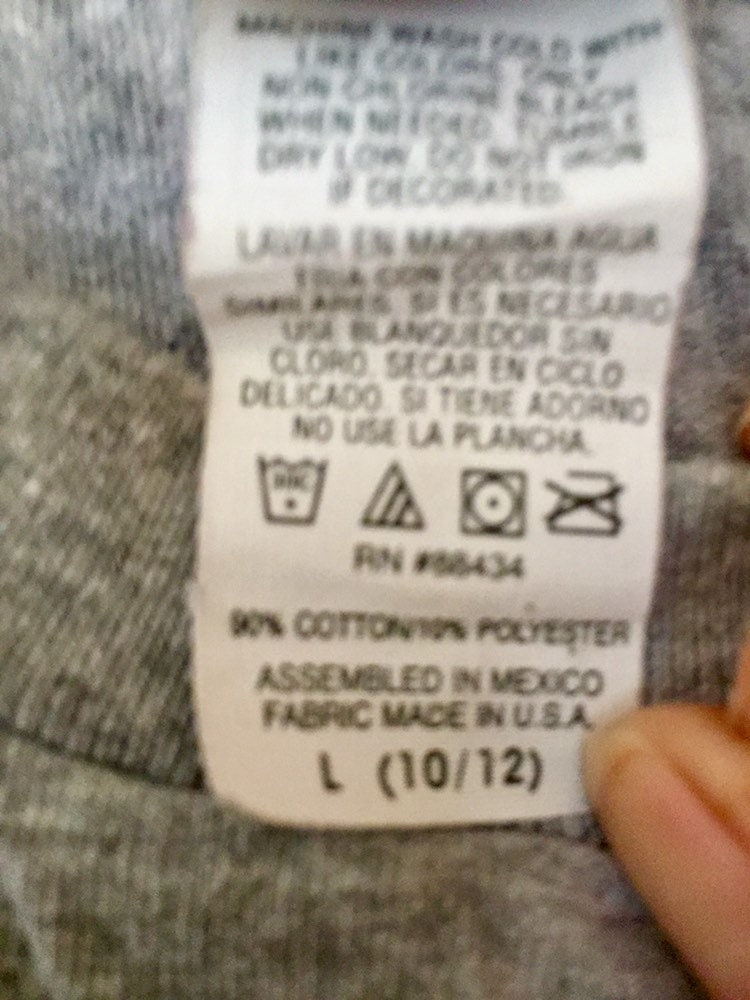 MACHINE WASH COLD WITH
LIKE COLORS. ONLY
NON CHLORINE BLEACH
WHEN NEEDED. TUMBLE
DRY LOW. DO NOT IRON
IF DECORATED.
LAVAR EN MAQUINA AGUA
FRIA CON COLORES
SIMILARES. SI ES NECESARIO
USE BLANQUEDOR SIN
CLORO. SECAR EN CICLO
DELICADO. SI TIENE ADORNO
NO USE LA PLANCHA.
RN #88434
90% COTTON/10% POLYESTER
ASSEMBLED IN MEXICO
FABRIC MADE IN U.S.A.
L (10/12)